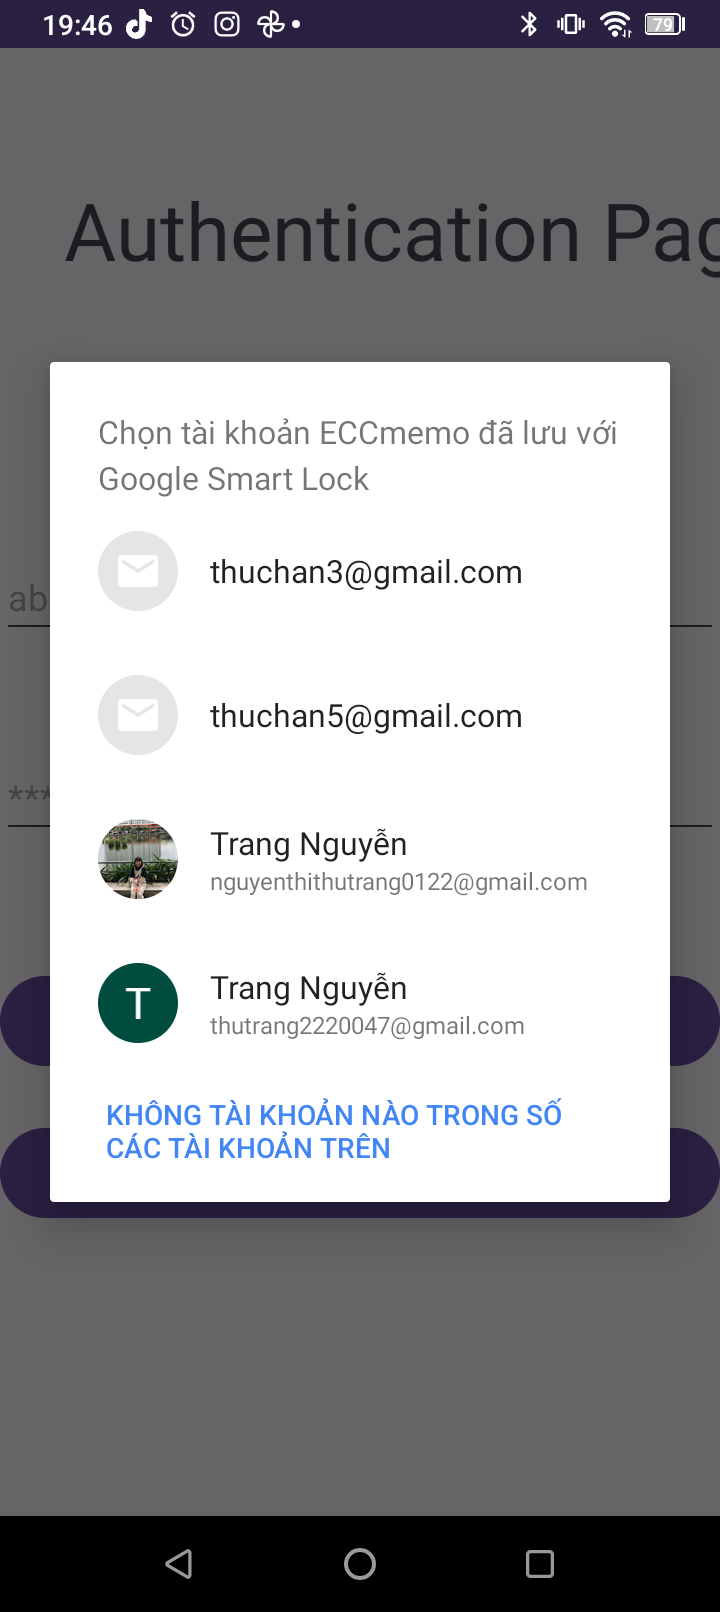 19:46
79
Authentication Pag
Chọn tài khoản ECCmemo đã lưu với
Google Smart Lock
thuchan3@gmail.com
ab
thuchan5@gmail.com
***
Trang Nguyễn
nguyenthithutrang0122@gmail.com
T
Trang Nguyễn
thutrang2220047@gmail.com
KHÔNG TÀI KHOẢN NÀO TRONG SỐ
CÁC TÀI KHOẢN TRÊN